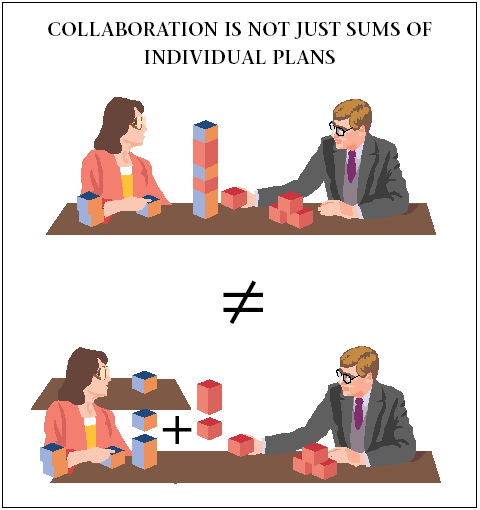 COLLABORATION IS NOT JUST SUMS OF
INDIVIDUAL PLANS
≠
+